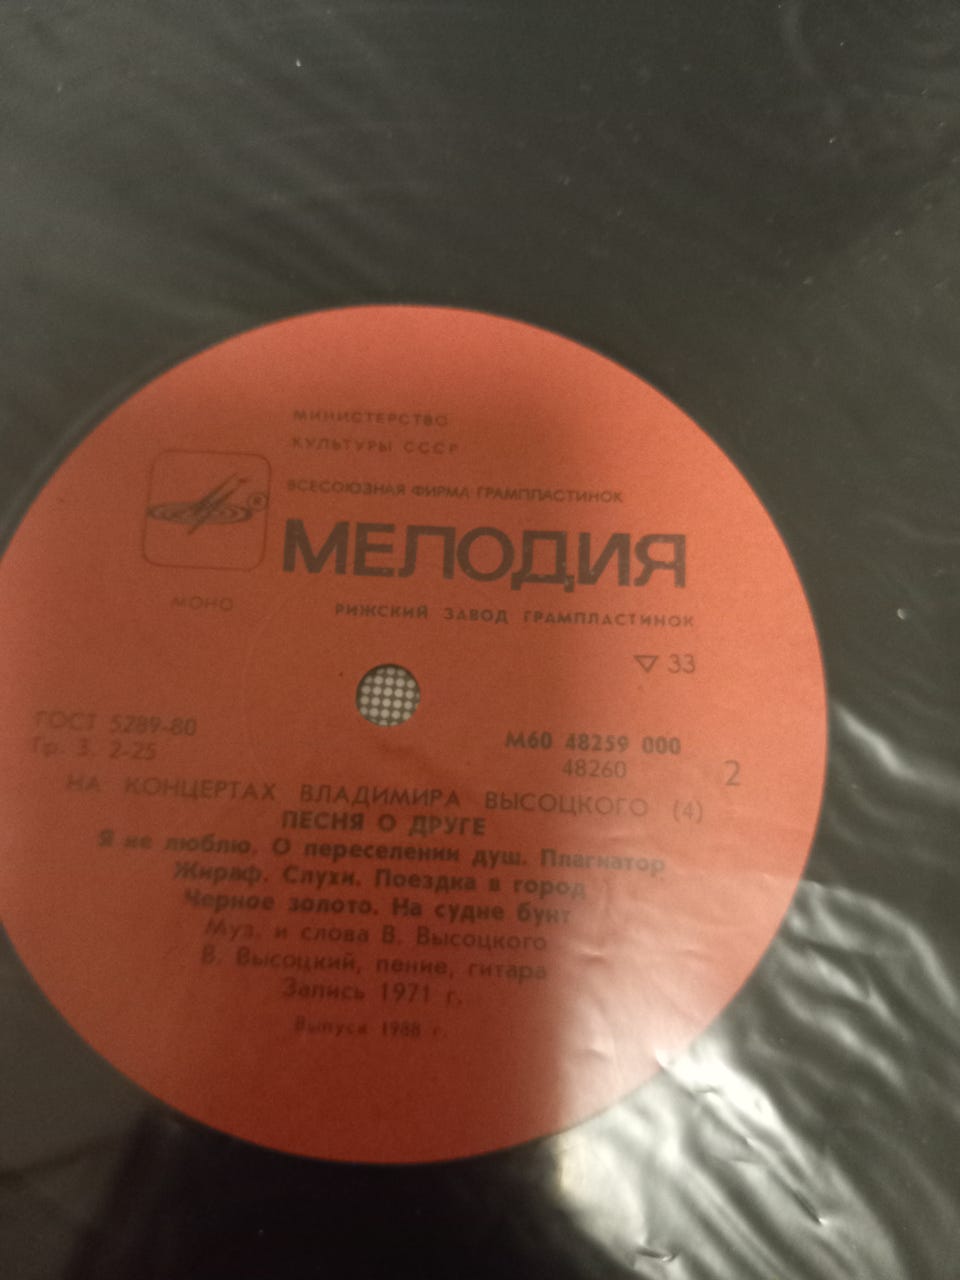 МИНИСТЕРСТВО
КУЛЬТУРЫ СССР
ВСЕСОЮЗНАЯ ФИРМА ГРАМПЛАСТИНОК
МЕЛОДИЯ
МОНО
РИЖСКИЙ ЗАВОД ГРАМПЛАСТИНОК
▽ 33
ГОСТ 5289-80
Гр. 3. 2-25
М60 48259 000
48260
2
НА КОНЦЕРТАХ ВЛАДИМИРА ВЫСОЦКОГО (4)
ПЕСНЯ О ДРУГЕ
Я не люблю. О переселении душ. Плагиатор
Жираф. Слухи. Поездка в город
Черное золото. На судне бунт
Муз. и слова В. Высоцкого
В. Высоцкий, пение, гитара
Запись 1971 г.
Выпуск 1988 г.